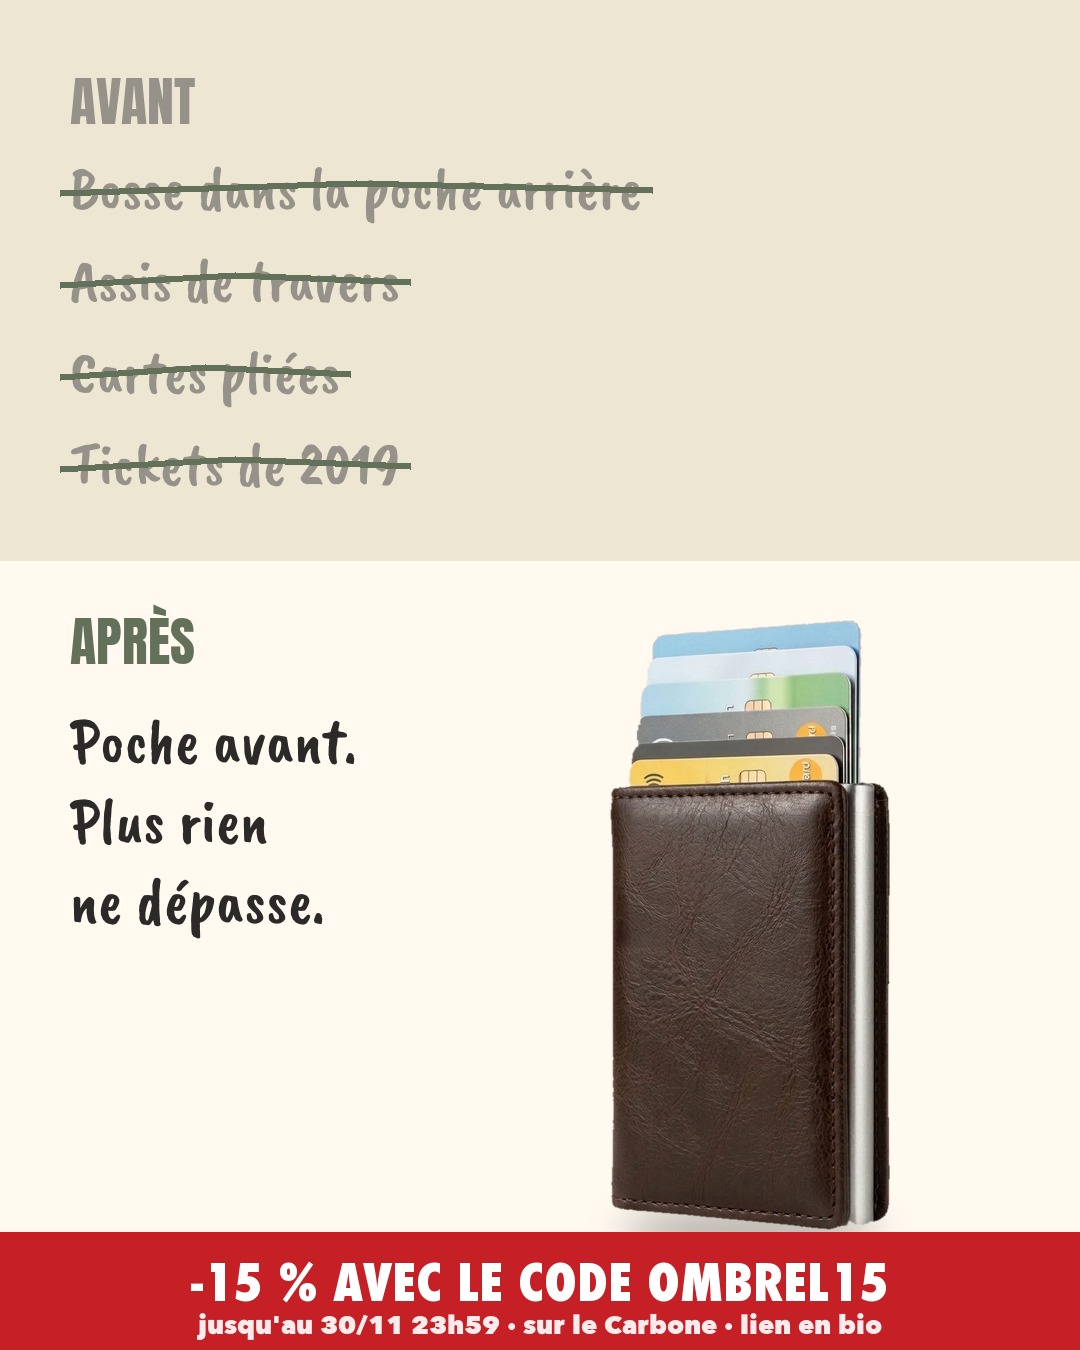 AVANT
Bosse dans la poche arrière
Assis de travers
Cartes pliées
Tickets de 2019
APRÈS
Poche avant.
Plus rien
ne dépasse.
-15 % AVEC LE CODE OMBREL15
jusqu'au 30/11 23h59 · sur le Carbone · lien en bio